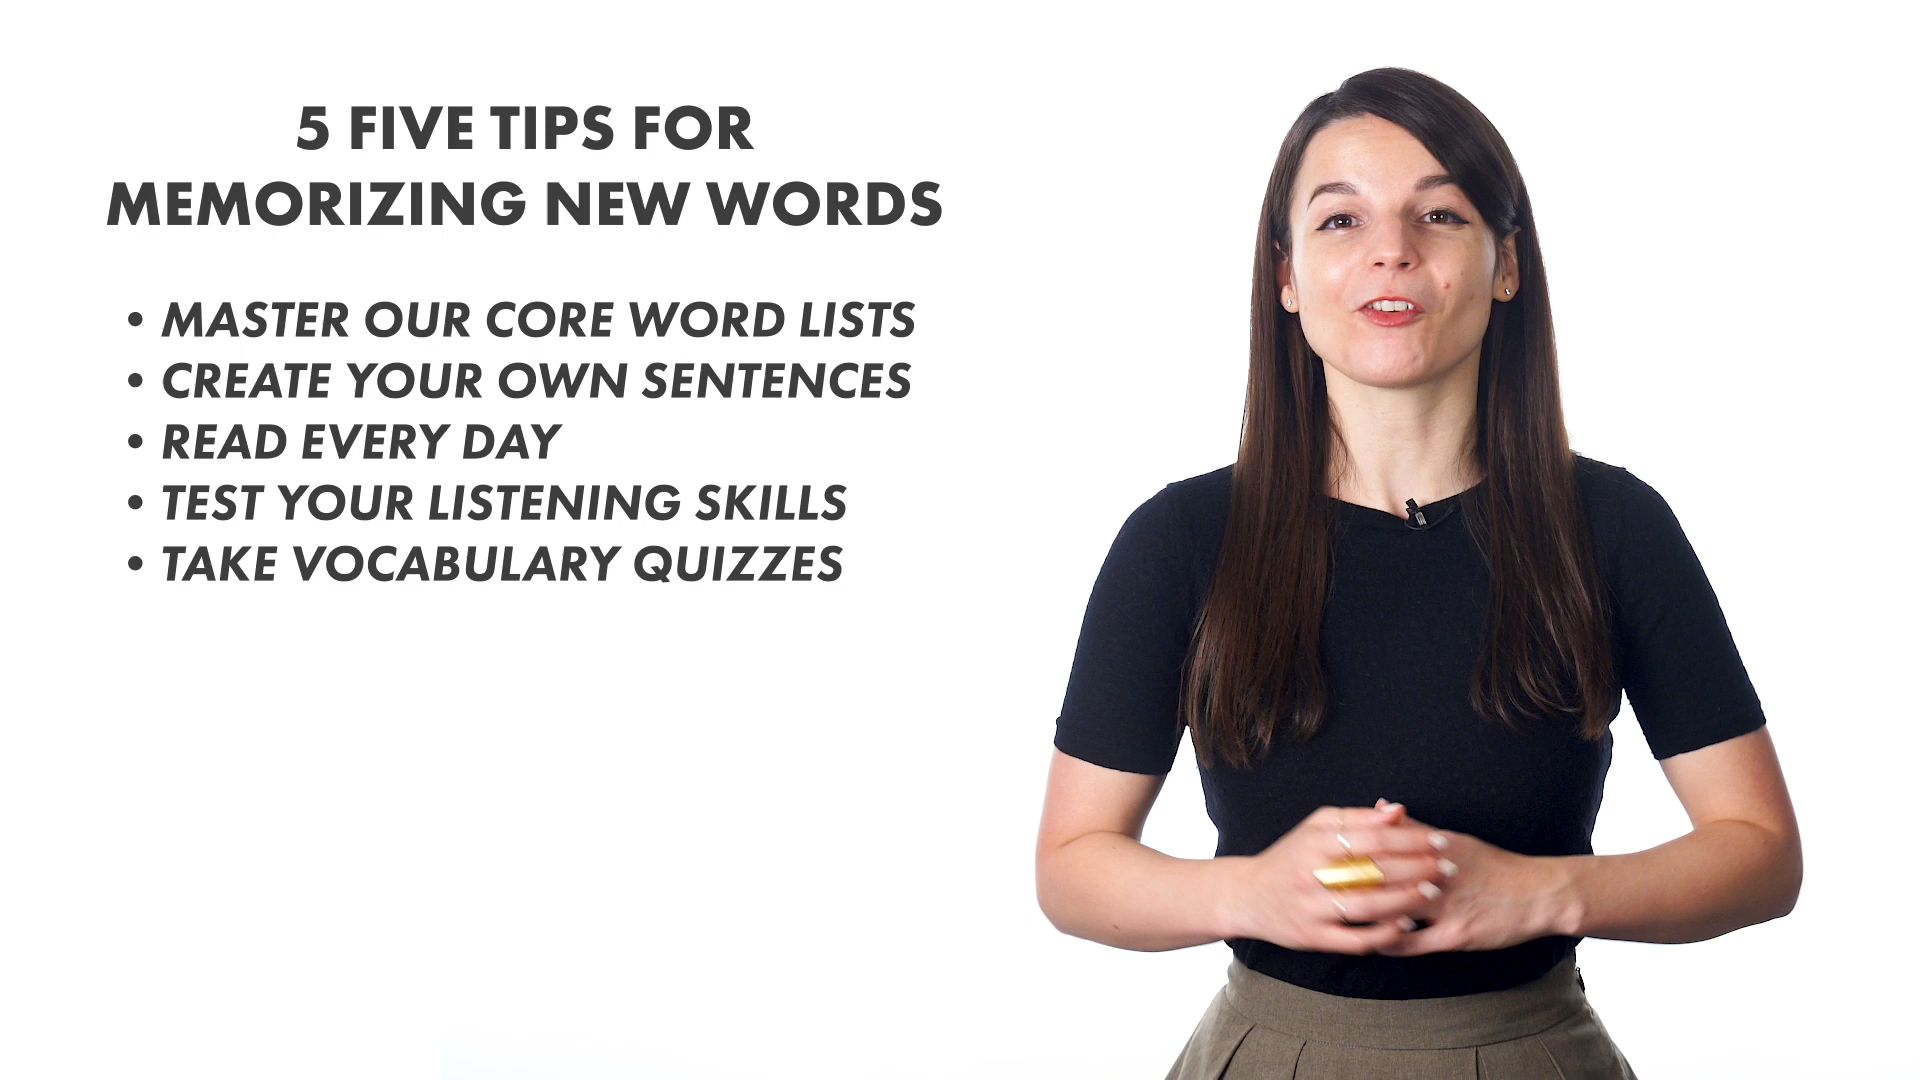 5 FIVE TIPS FOR
MEMORIZING NEW WORDS
• MASTER OUR CORE WORD LISTS
• CREATE YOUR OWN SENTENCES
• READ EVERY DAY
• TEST YOUR LISTENING SKILLS
• TAKE VOCABULARY QUIZZES